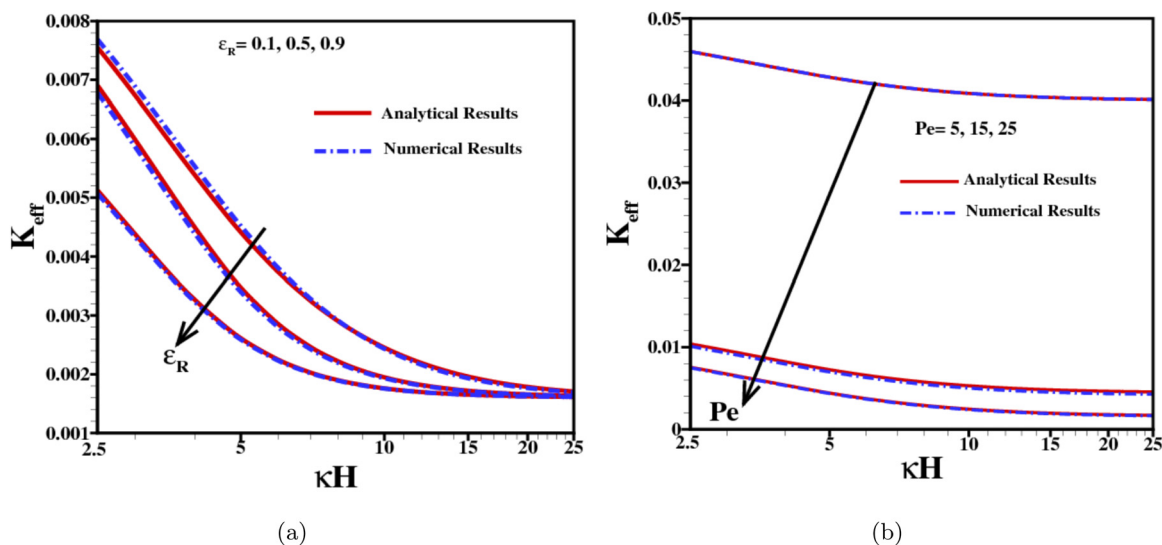 0.008
0.007
0.006
0.005
0.004
0.003
0.002
0.001
K_eff
ε_R= 0.1, 0.5, 0.9
Analytical Results
Numerical Results
ε_R
2.5 5 10 15 20 25
κH
(a)
0.05
0.04
0.03
0.02
0.01
0
K_eff
Pe= 5, 15, 25
Analytical Results
Numerical Results
Pe
2.5 5 10 15 20 25
κH
(b)